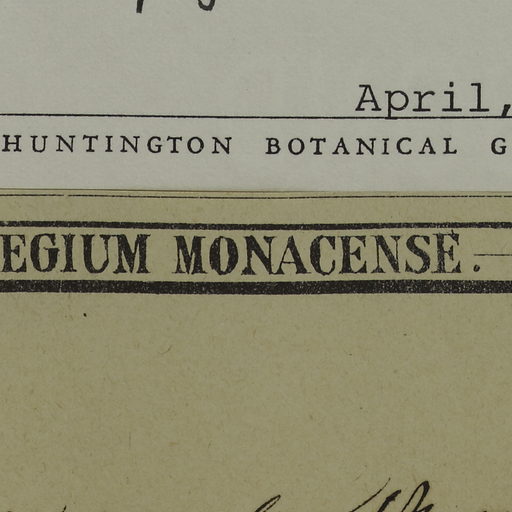 April,
HUNTINGTON BOTANICAL G
EGIUM MONACENSE.